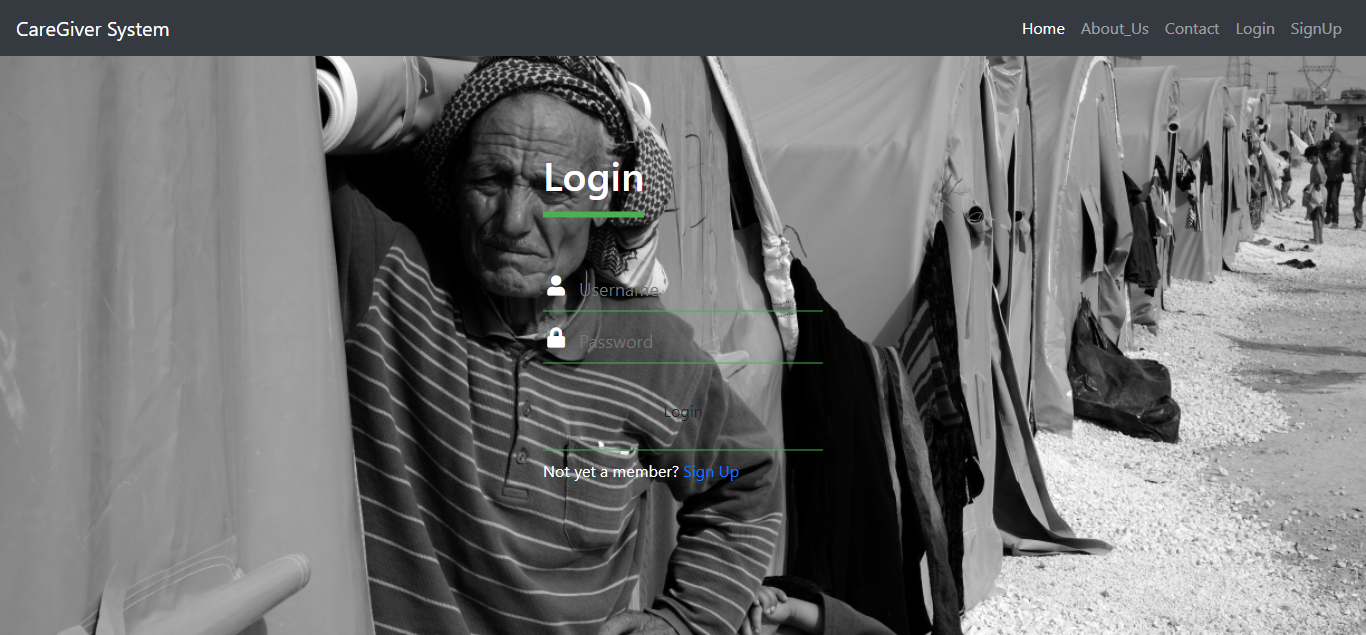 CareGiver System
Home About_Us Contact Login SignUp
Login
Username
Password
Login
Not yet a member? Sign Up